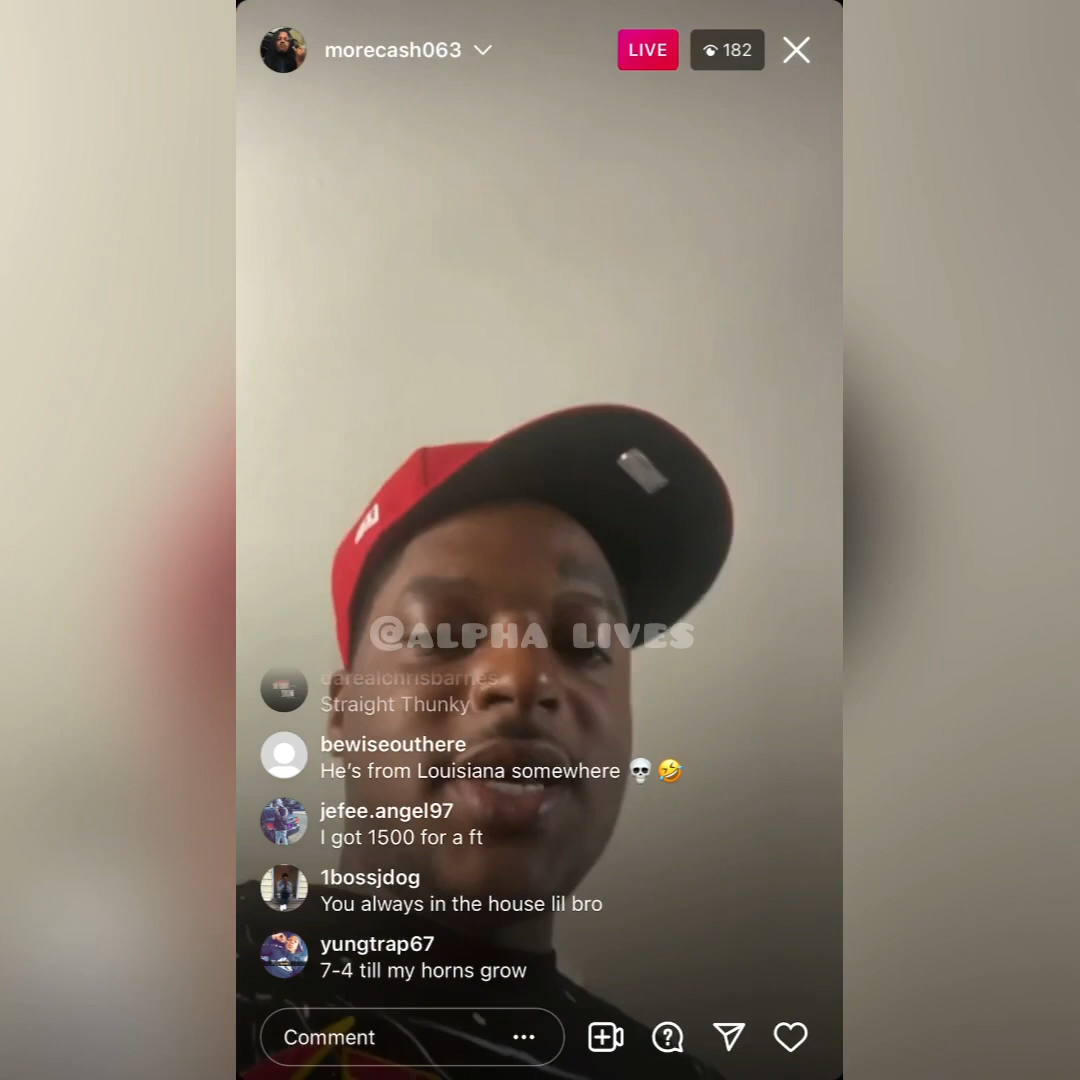 morecash063
LIVE
182
@ALPHA LIVES
darealchrisbarnes
Straight Thunky
bewiseouthere
He's from Louisiana somewhere 💀🤣
jefee.angel97
I got 1500 for a ft
1bossjdog
You always in the house lil bro
yungtrap67
7-4 till my horns grow
Comment